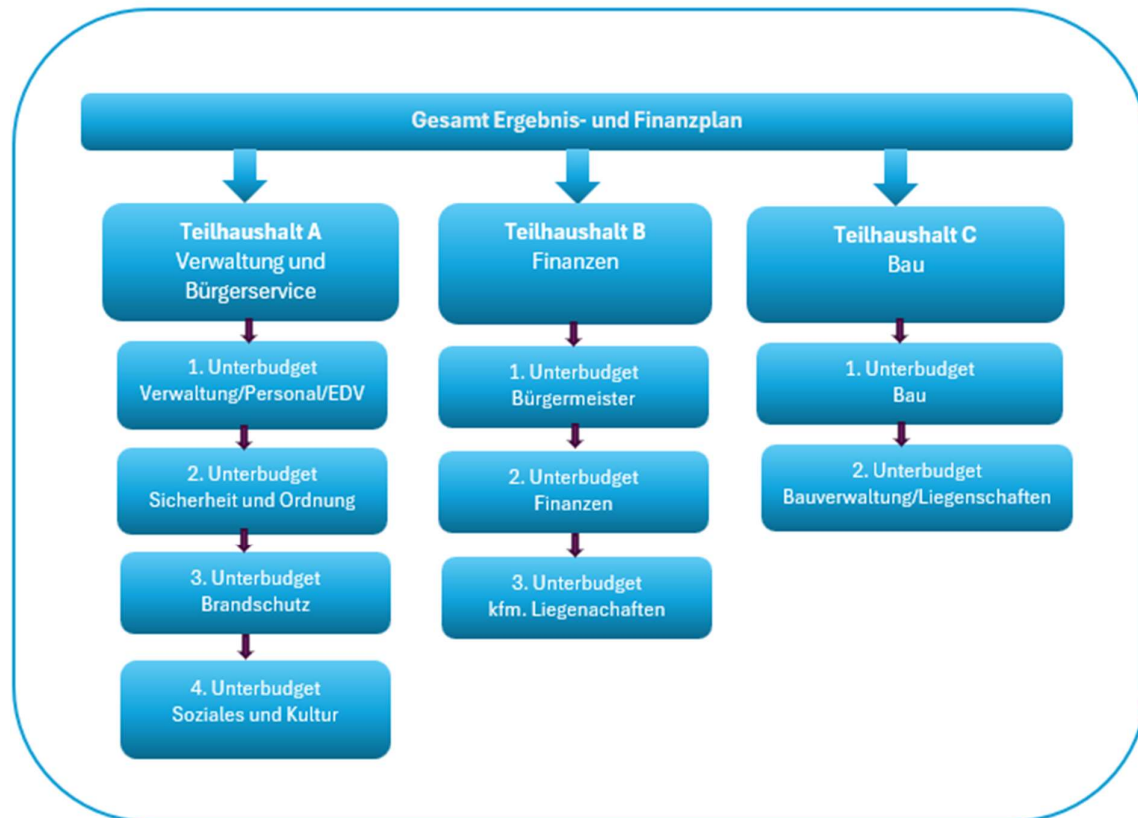 Gesamt Ergebnis- und Finanzplan
Teilhaushalt A
Verwaltung und
Bürgerservice
1. Unterbudget
Verwaltung/Personal/EDV
2. Unterbudget
Sicherheit und Ordnung
3. Unterbudget
Brandschutz
4. Unterbudget
Soziales und Kultur
Teilhaushalt B
Finanzen
1. Unterbudget
Bürgermeister
2. Unterbudget
Finanzen
3. Unterbudget
kfm. Liegenachaften
Teilhaushalt C
Bau
1. Unterbudget
Bau
2. Unterbudget
Bauverwaltung/Liegenschaften